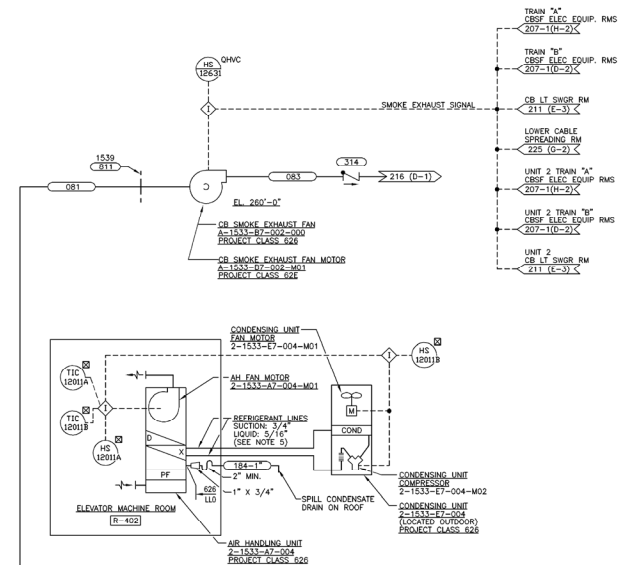 TRAIN "A"
CBSF ELEC EQUIP. RMS
207-1(H-2)
TRAIN "B"
CBSF ELEC EQUIP. RMS
207-1(D-2)
CB LT SWGR RM
211 (E-3)
LOWER CABLE
SPREADING RM
225 (G-2)
UNIT 2 TRAIN "A"
CBSF ELEC EQUIP RMS
207-1(H-2)
UNIT 2 TRAIN "B"
CBSF ELEC EQUIP RMS
207-1(D-2)
UNIT 2
CB LT SWGR RM
211 (E-3)
HS
12631
QHVC
I
SMOKE EXHAUST SIGNAL
1539
B11
081
083
314
216 (D-1)
EL. 260'-0"
CB SMOKE EXHAUST FAN
A-1533-B7-002-000
PROJECT CLASS 626
CB SMOKE EXHAUST FAN MOTOR
A-1533-D7-002-M01
PROJECT CLASS 62E
CONDENSING UNIT
FAN MOTOR
2-1533-E7-004-M01
I
HS
12011B
TIC
12011A
TIC
12011B
I
HS
12011A
AH FAN MOTOR
2-1533-A7-004-M01
REFRIGERANT LINES
SUCTION: 3/4"
LIQUID: 5/16"
(SEE NOTE 5)
M
COND
D
X
PF
184-1"
2" MIN.
626
LL0
1" X 3/4"
SPILL CONDENSATE
DRAIN ON ROOF
CONDENSING UNIT
COMPRESSOR
2-1533-E7-004-M02
CONDENSING UNIT
2-1533-E7-004
(LOCATED OUTDOOR)
PROJECT CLASS 626
ELEVATOR MACHINE ROOM
R-402
AIR HANDLING UNIT
2-1533-A7-004
PROJECT CLASS 626